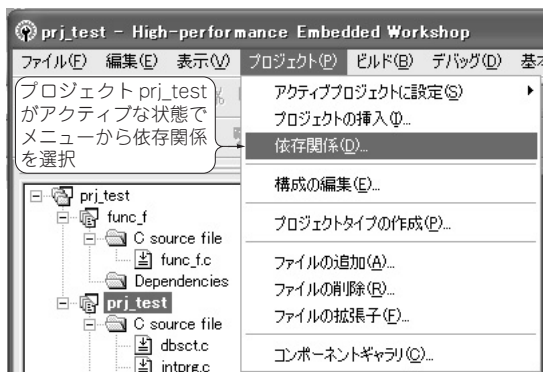 prj_test - High-performance Embedded Workshop
ファイル(F) 編集(E) 表示(V) プロジェクト(P) ビルド(B) デバッグ(D) 基本
プロジェクト prj_test
がアクティブな状態で
メニューから依存関係
を選択
アクティブプロジェクトに設定(S)
プロジェクトの挿入(I)...
依存関係(D)...
構成の編集(E)...
プロジェクトタイプの作成(P)...
ファイルの追加(A)...
ファイルの削除(R)...
ファイルの拡張子(F)...
コンポーネントギャラリ(C)...
prj_test
func_f
C source file
func_f.c
Dependencies
prj_test
C source file
dbsct.c
intprg.c